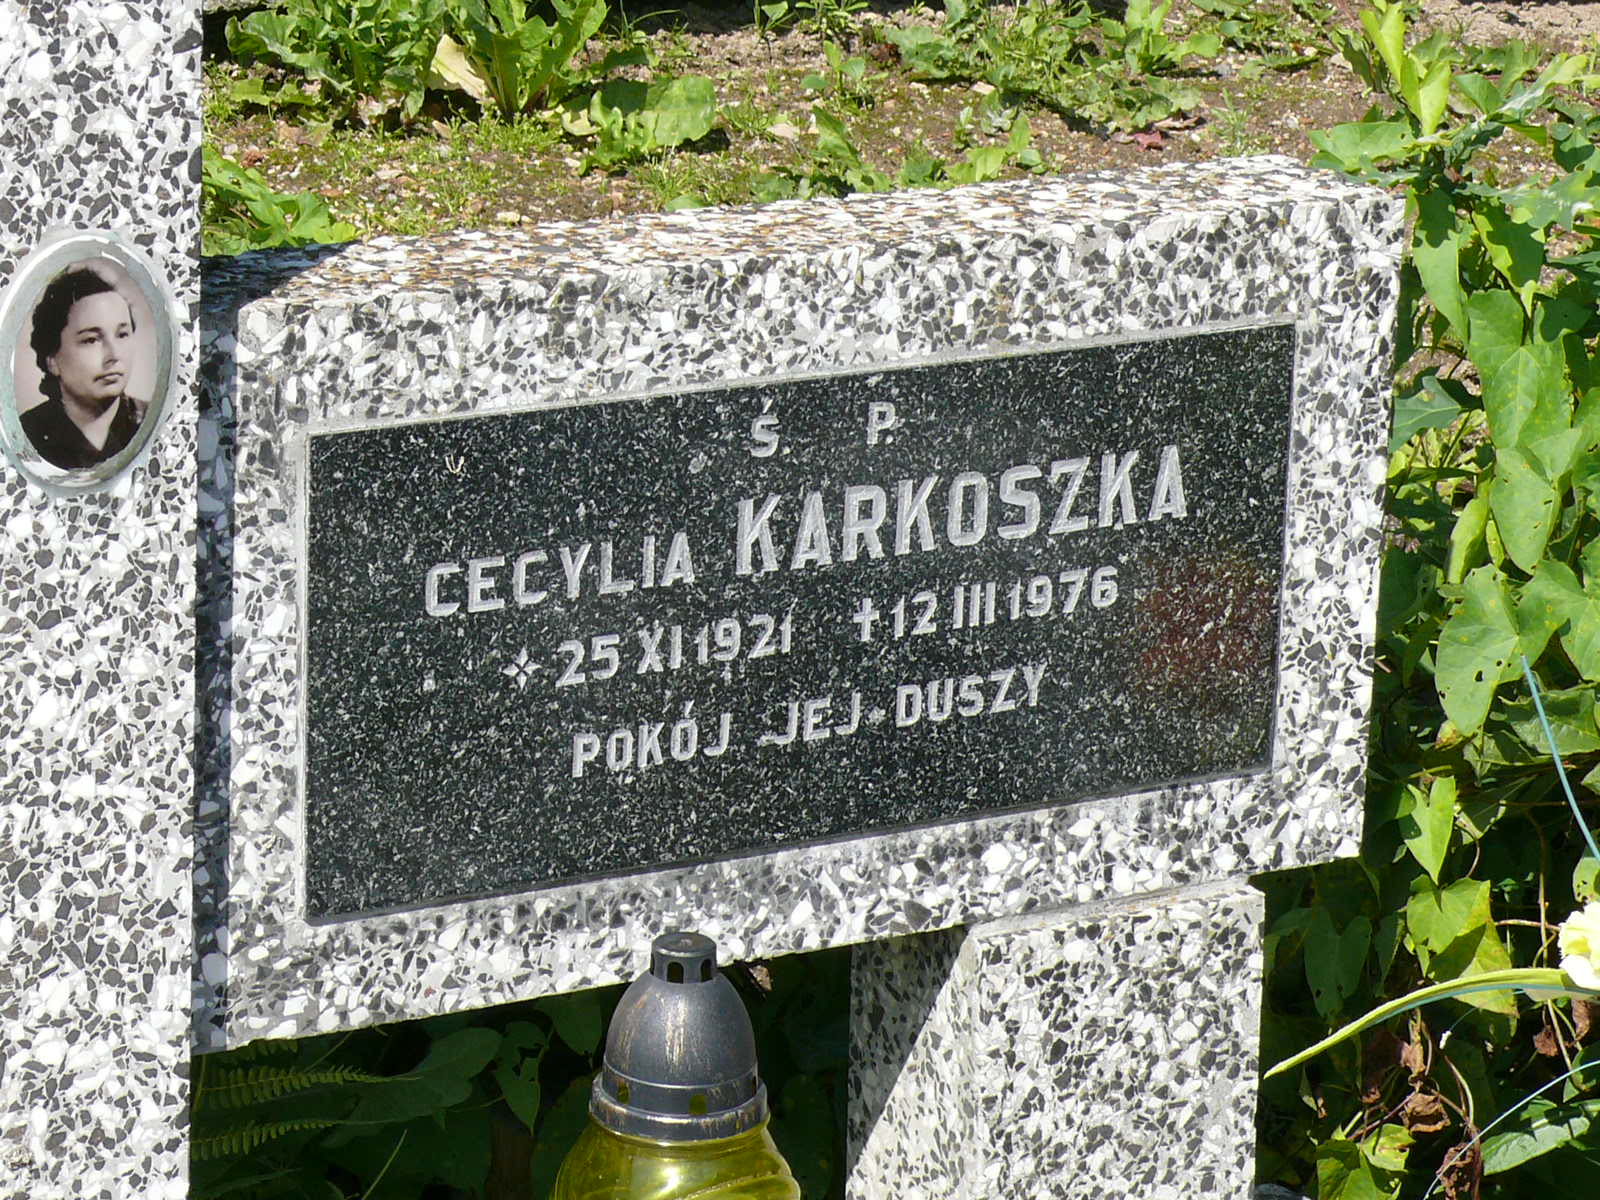 Ś P.
CECYLIA KARKOSZKA
25 XI 1921 † 12 III 1976
POKÓJ JEJ DUSZY